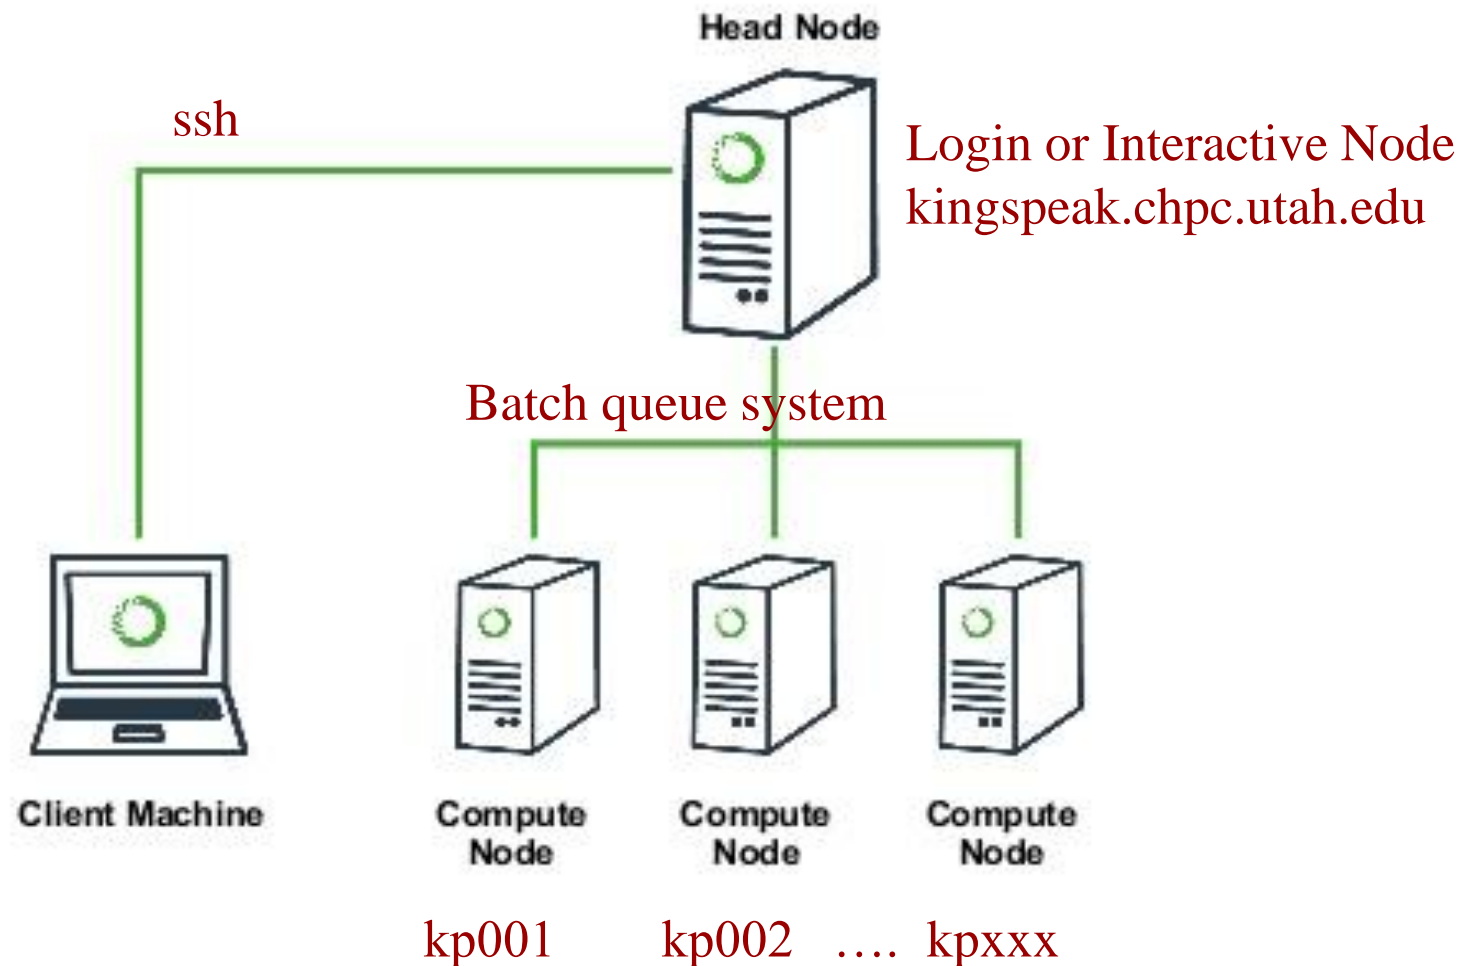 Head Node
ssh
Login or Interactive Node
kingspeak.chpc.utah.edu
Batch queue system
Client Machine
Compute
Node
Compute
Node
Compute
Node
kp001
kp002
....
kpxxx